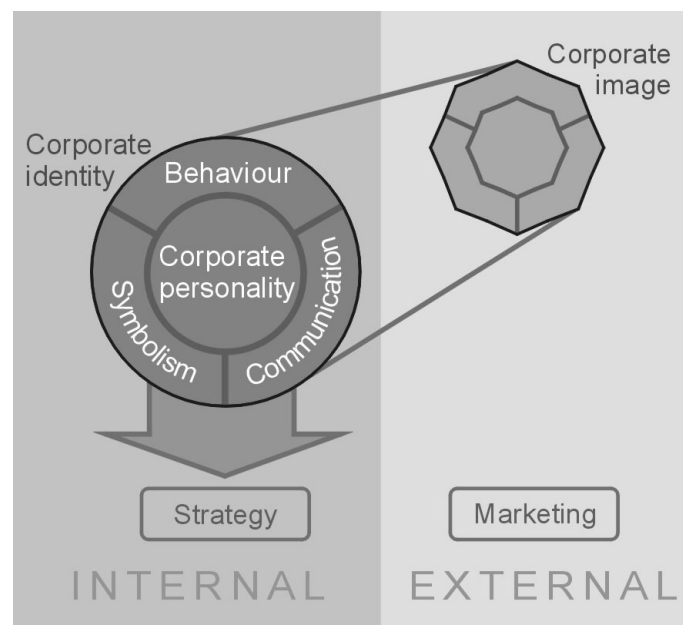 Corporate
image
Corporate
identity
Behaviour
Corporate
personality
Symbolism
Communication
Strategy
Marketing
INTERNAL
EXTERNAL